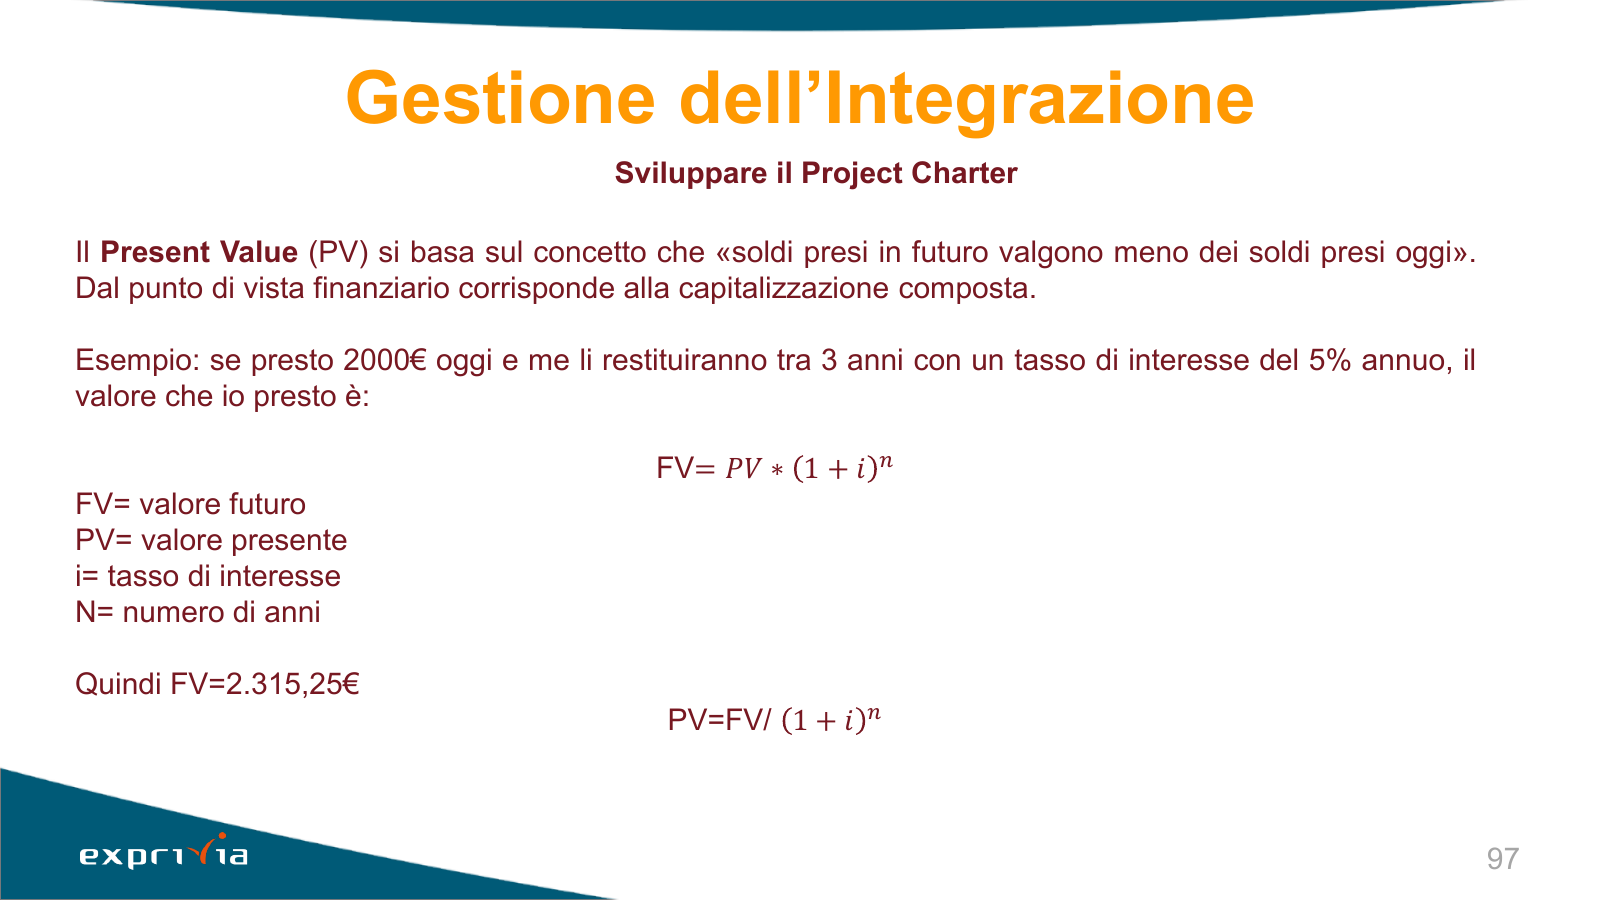 Gestione dell’Integrazione
Sviluppare il Project Charter
Il Present Value (PV) si basa sul concetto che «soldi presi in futuro valgono meno dei soldi presi oggi».
Dal punto di vista finanziario corrisponde alla capitalizzazione composta.
Esempio: se presto 2000€ oggi e me li restituiranno tra 3 anni con un tasso di interesse del 5% annuo, il
valore che io presto è:
FV= 𝑃𝑉 ∗ (1 + 𝑖)ⁿ
FV= valore futuro
PV= valore presente
i= tasso di interesse
N= numero di anni
Quindi FV=2.315,25€
PV=FV/ (1 + 𝑖)ⁿ
exprivia
97